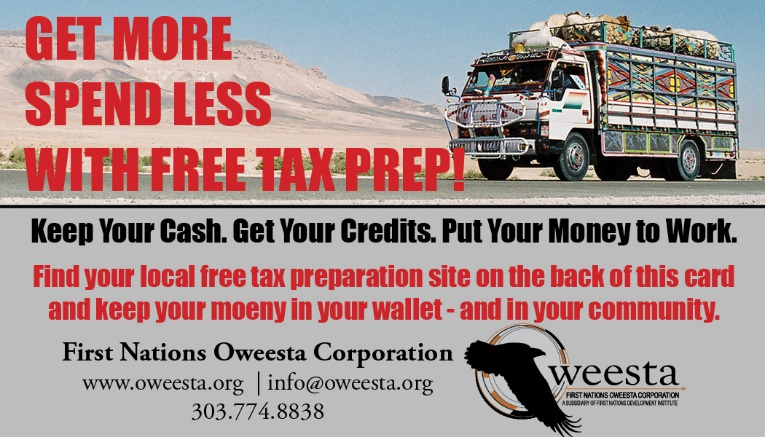 GET MORE
SPEND LESS
WITH FREE TAX PREP!
Keep Your Cash. Get Your Credits. Put Your Money to Work.
Find your local free tax preparation site on the back of this card
and keep your moeny in your wallet - and in your community.
First Nations Oweesta Corporation
www.oweesta.org | info@oweesta.org
303.774.8838
Oweesta
FIRST NATIONS OWEESTA CORPORATION
A SUBSIDIARY OF FIRST NATIONS DEVELOPMENT INSTITUTE